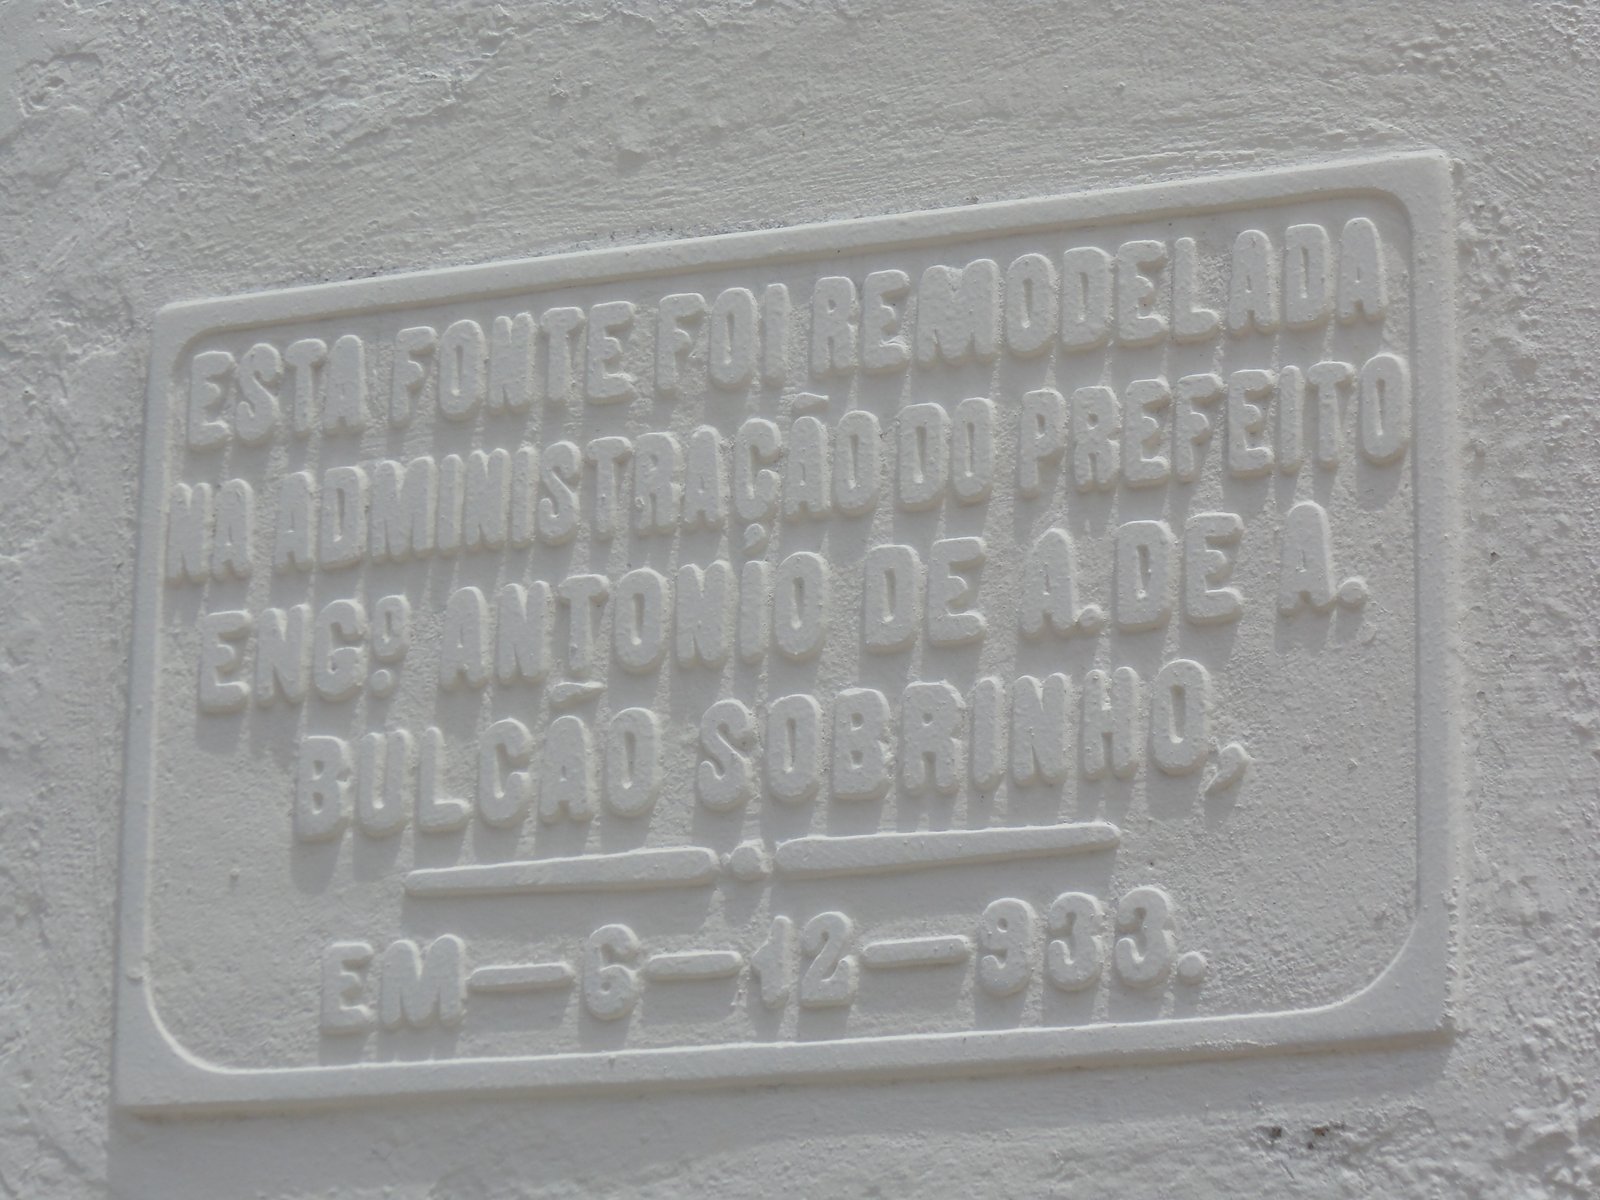 ESTA FONTE FOI REMODELADA
NA ADMINISTRAÇÃO DO PREFEITO
ENGº ANTONIO DE A. DE A.
BULCÃO SOBRINHO,
EM—6—12—933.